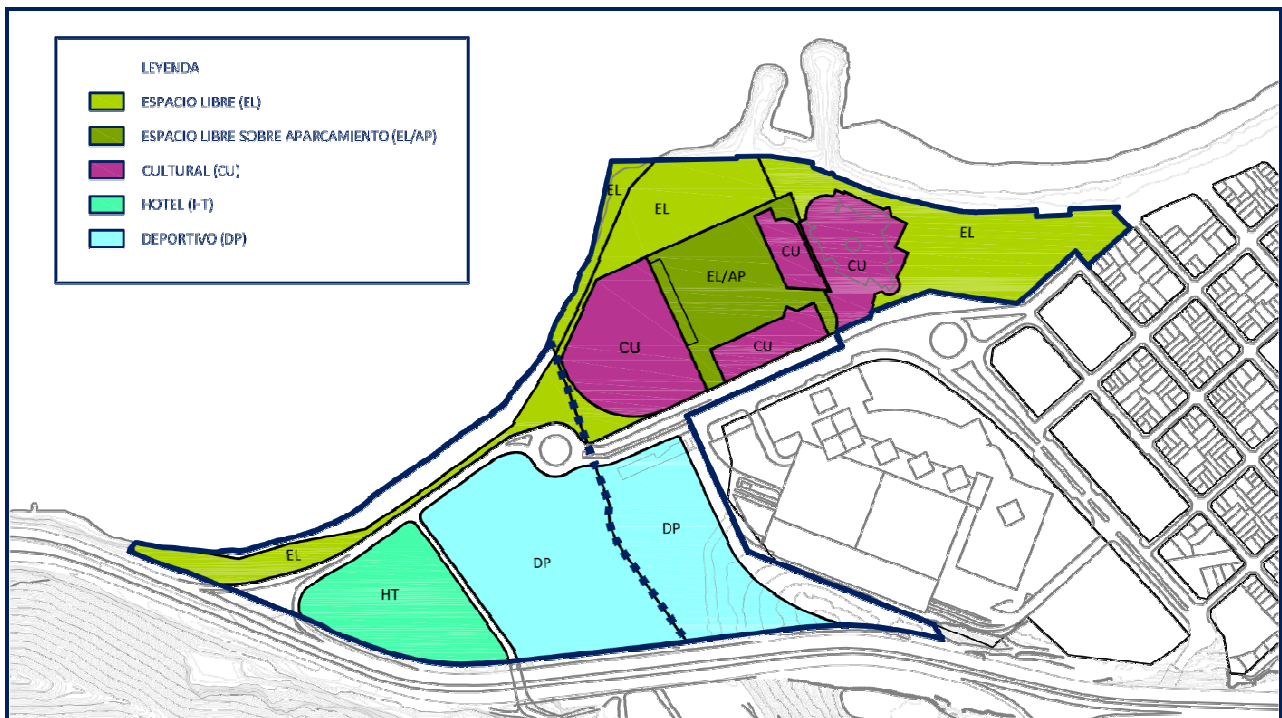 LEYENDA
ESPACIO LIBRE (EL)
ESPACIO LIBRE SOBRE APARCAMIENTO (EL/AP)
CULTURAL (CU)
HOTEL (HT)
DEPORTIVO (DP)
EL
EL
EL
CU
CU
EL/AP
CU
CU
DP
EL
DP
HT